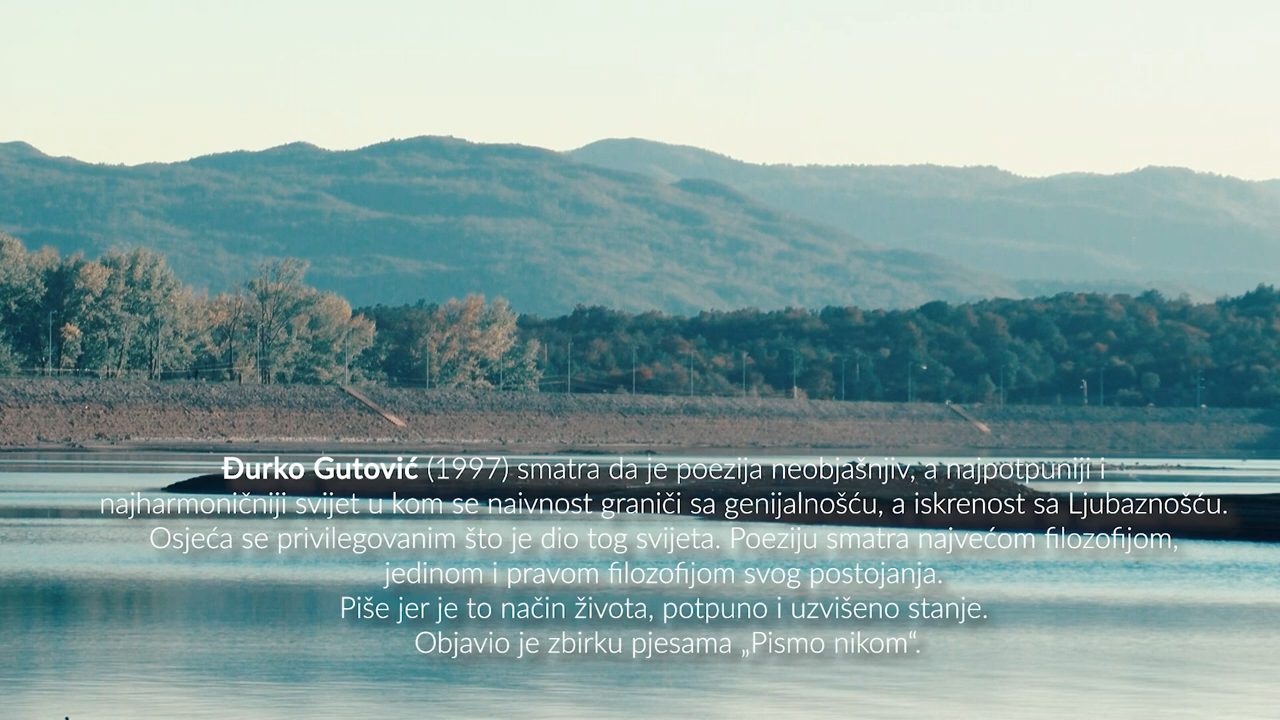 Đurko Gutović (1997) smatra da je poezija neobjašnjiv, a najpotpuniji i
najharmoničniji svijet u kom se naivnost graniči sa genijalnošću, a iskrenost sa Ljubaznošću.
Osjeća se privilegovanim što je dio tog svijeta. Poeziju smatra najvećom filozofijom,
jedinom i pravom filozofijom svog postojanja.
Piše jer je to način života, potpuno i uzvišeno stanje.
Objavio je zbirku pjesama „Pismo nikom“.